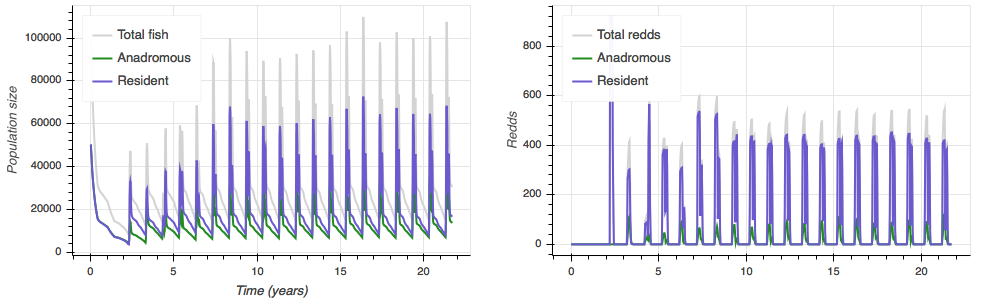 Total fish
Anadromous
Resident
100000
80000
60000
40000
20000
0
0 5 10 15 20
Population size
Time (years)
Total redds
Anadromous
Resident
800
600
400
200
0
0 5 10 15 20
Redds